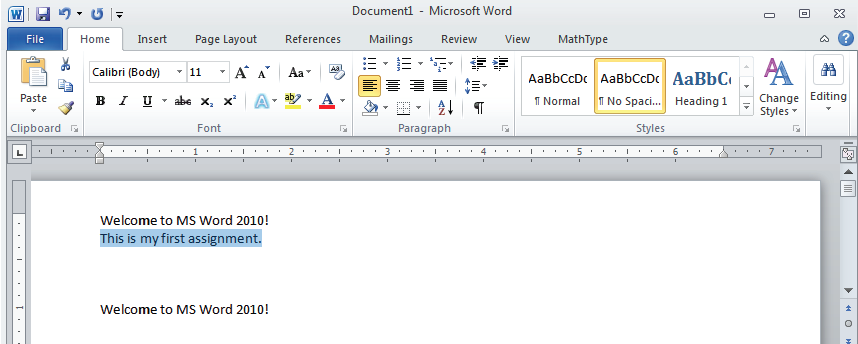 Document1 - Microsoft Word
File Home Insert Page Layout References Mailings Review View MathType
Paste
Calibri (Body) 11 A A Aa
B I U abc x₂ x² A ab A
AaBbCcDc AaBbCcDc AaBbC
¶ Normal ¶ No Spaci... Heading 1
Change Styles
Editing
Clipboard Font Paragraph Styles
L 1 2 3 4 5 6 7
Welcome to MS Word 2010!
This is my first assignment.
1
Welcome to MS Word 2010!